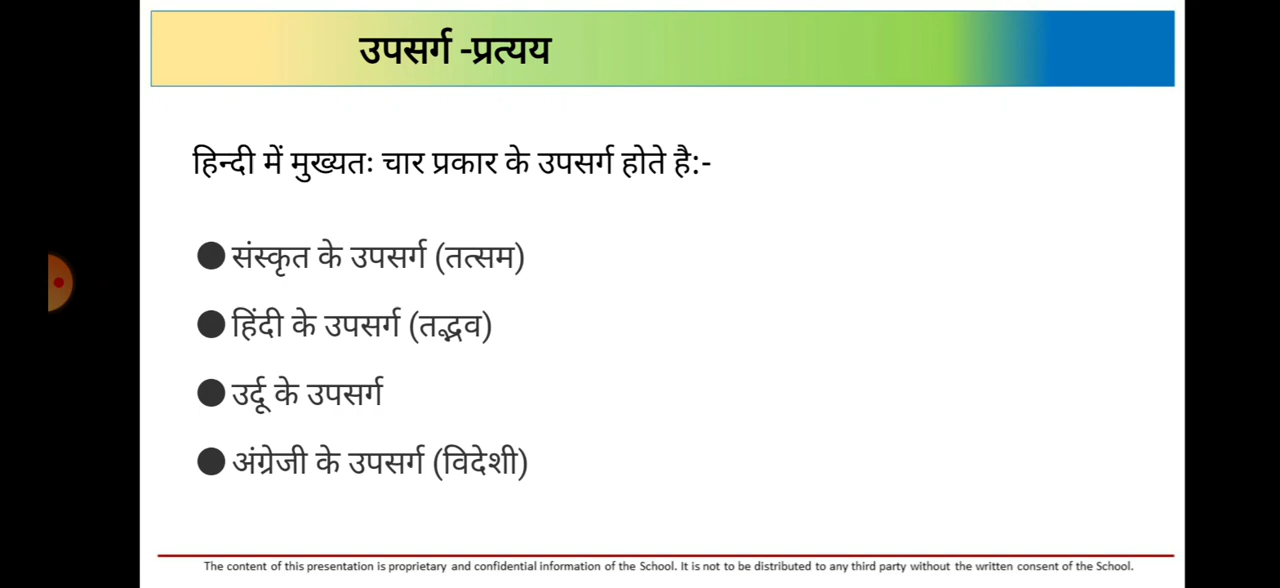 उपसर्ग -प्रत्यय
हिन्दी में मुख्यतः चार प्रकार के उपसर्ग होते है:-
●संस्कृत के उपसर्ग (तत्सम)
●हिंदी के उपसर्ग (तद्भव)
●उर्दू के उपसर्ग
●अंग्रेजी के उपसर्ग (विदेशी)
The content of this presentation is proprietary and confidential information of the School. It is not to be distributed to any third party without the written consent of the School.